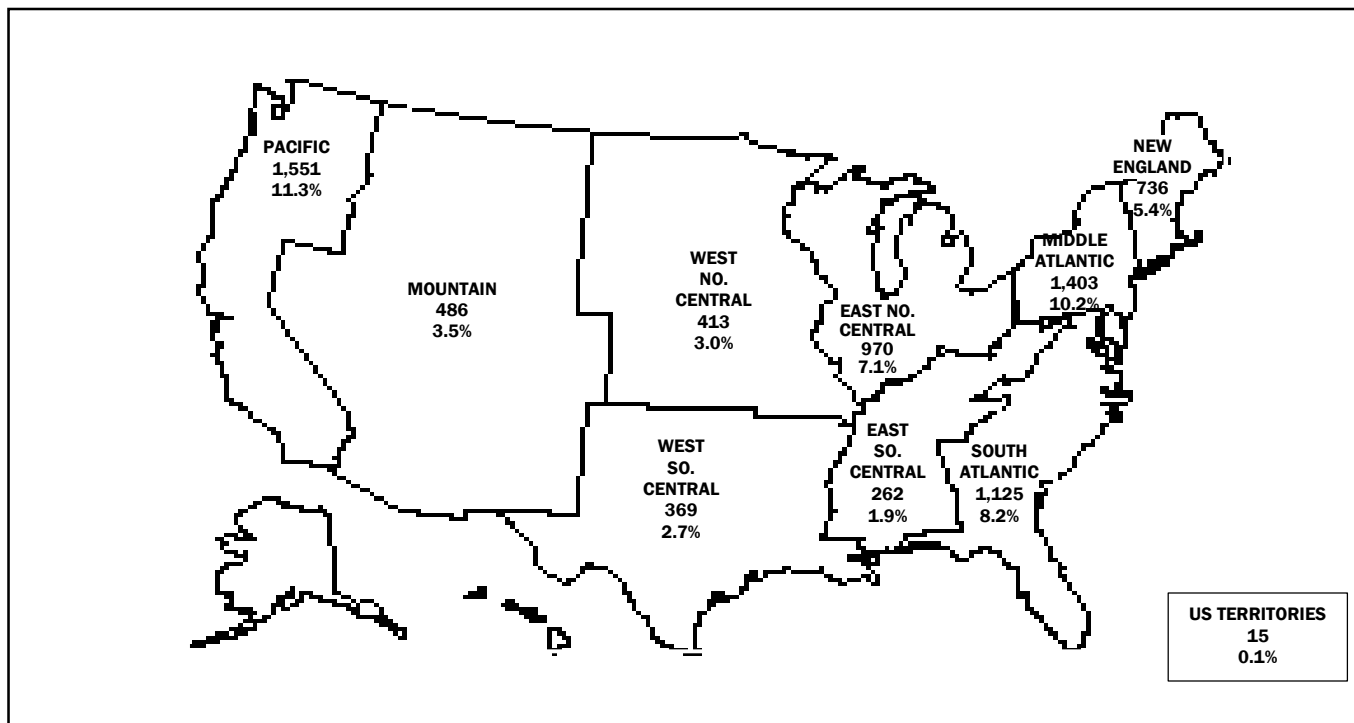 PACIFIC
1,551
11.3%
MOUNTAIN
486
3.5%
WEST
NO.
CENTRAL
413
3.0%
WEST
SO.
CENTRAL
369
2.7%
EAST NO.
CENTRAL
970
7.1%
EAST
SO.
CENTRAL
262
1.9%
SOUTH
ATLANTIC
1,125
8.2%
MIDDLE
ATLANTIC
1,403
10.2%
NEW
ENGLAND
736
5.4%
US TERRITORIES
15
0.1%